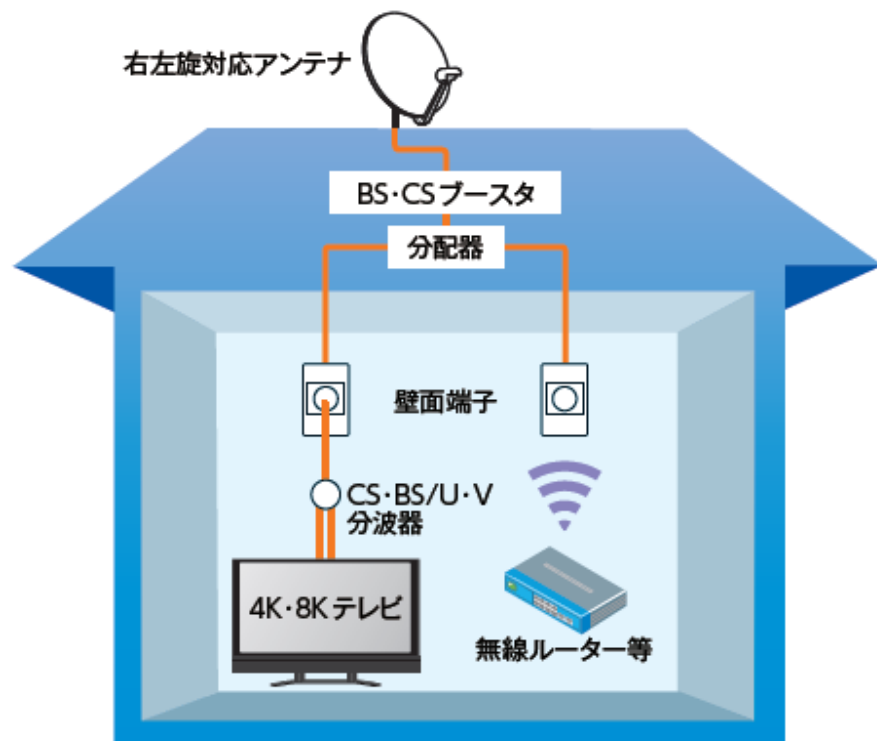 右左旋対応アンテナ
BS・CSブースタ
分配器
壁面端子
CS・BS/U・V
分波器
4K・8Kテレビ
無線ルーター等